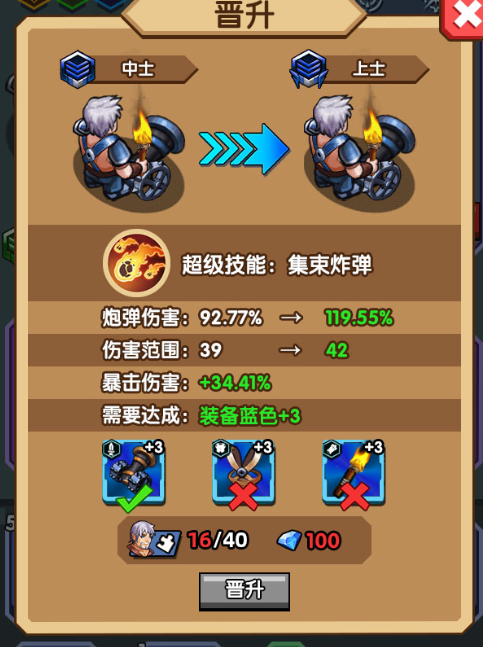 晋升
中士
上士
超级技能：集束炸弹
炮弹伤害：92.77% → 119.55%
伤害范围：39 → 42
暴击伤害：+34.41%
需要达成：装备蓝色+3
+3 +3 +3
16/40 100
晋升
5